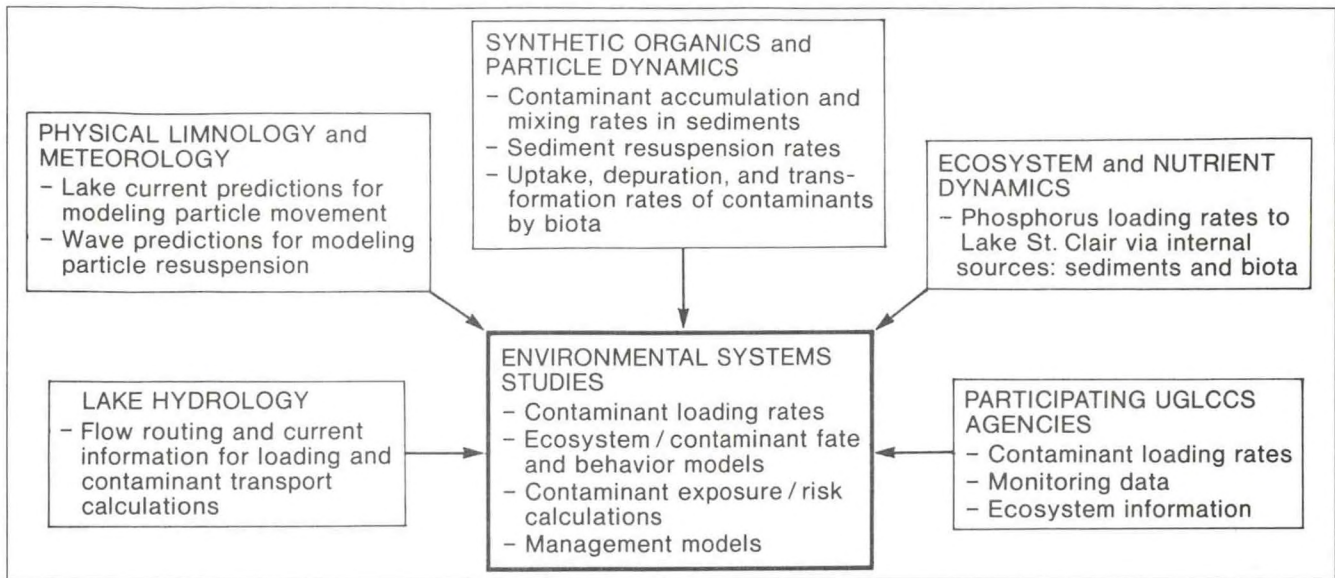 SYNTHETIC ORGANICS and
PARTICLE DYNAMICS
– Contaminant accumulation and
mixing rates in sediments
– Sediment resuspension rates
– Uptake, depuration, and trans-
formation rates of contaminants
by biota
PHYSICAL LIMNOLOGY and
METEOROLOGY
– Lake current predictions for
modeling particle movement
– Wave predictions for modeling
particle resuspension
ECOSYSTEM and NUTRIENT
DYNAMICS
– Phosphorus loading rates to
Lake St. Clair via internal
sources: sediments and biota
LAKE HYDROLOGY
– Flow routing and current
information for loading and
contaminant transport
calculations
ENVIRONMENTAL SYSTEMS
STUDIES
– Contaminant loading rates
– Ecosystem / contaminant fate
and behavior models
– Contaminant exposure / risk
calculations
– Management models
PARTICIPATING UGLCCS
AGENCIES
– Contaminant loading rates
– Monitoring data
– Ecosystem information